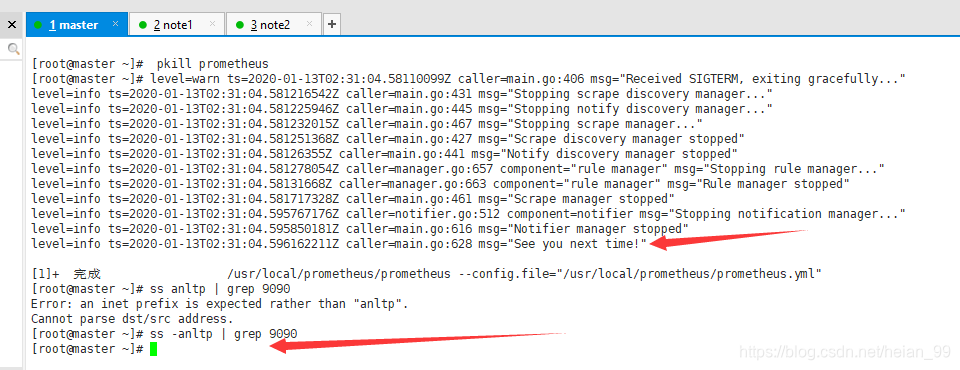 1 master × 2 note1 × 3 note2 × +
[root@master ~]#  pkill prometheus
[root@master ~]# level=warn ts=2020-01-13T02:31:04.58110099Z caller=main.go:406 msg="Received SIGTERM, exiting gracefully..."
level=info ts=2020-01-13T02:31:04.581216542Z caller=main.go:431 msg="Stopping scrape discovery manager..."
level=info ts=2020-01-13T02:31:04.581225946Z caller=main.go:445 msg="Stopping notify discovery manager..."
level=info ts=2020-01-13T02:31:04.581232015Z caller=main.go:467 msg="Stopping scrape manager..."
level=info ts=2020-01-13T02:31:04.581251368Z caller=main.go:427 msg="Scrape discovery manager stopped"
level=info ts=2020-01-13T02:31:04.58126355Z caller=main.go:441 msg="Notify discovery manager stopped"
level=info ts=2020-01-13T02:31:04.581278054Z caller=manager.go:657 component="rule manager" msg="Stopping rule manager..."
level=info ts=2020-01-13T02:31:04.58131668Z caller=manager.go:663 component="rule manager" msg="Rule manager stopped"
level=info ts=2020-01-13T02:31:04.581717328Z caller=main.go:461 msg="Scrape manager stopped"
level=info ts=2020-01-13T02:31:04.595767176Z caller=notifier.go:512 component=notifier msg="Stopping notification manager..."
level=info ts=2020-01-13T02:31:04.595850181Z caller=main.go:616 msg="Notifier manager stopped"
level=info ts=2020-01-13T02:31:04.596162211Z caller=main.go:628 msg="See you next time!"
[1]+  完成                  /usr/local/prometheus/prometheus --config.file="/usr/local/prometheus/prometheus.yml"
[root@master ~]# ss anltp | grep 9090
Error: an inet prefix is expected rather than "anltp".
Cannot parse dst/src address.
[root@master ~]# ss -anltp | grep 9090
[root@master ~]#
https://blog.csdn.net/heian_99